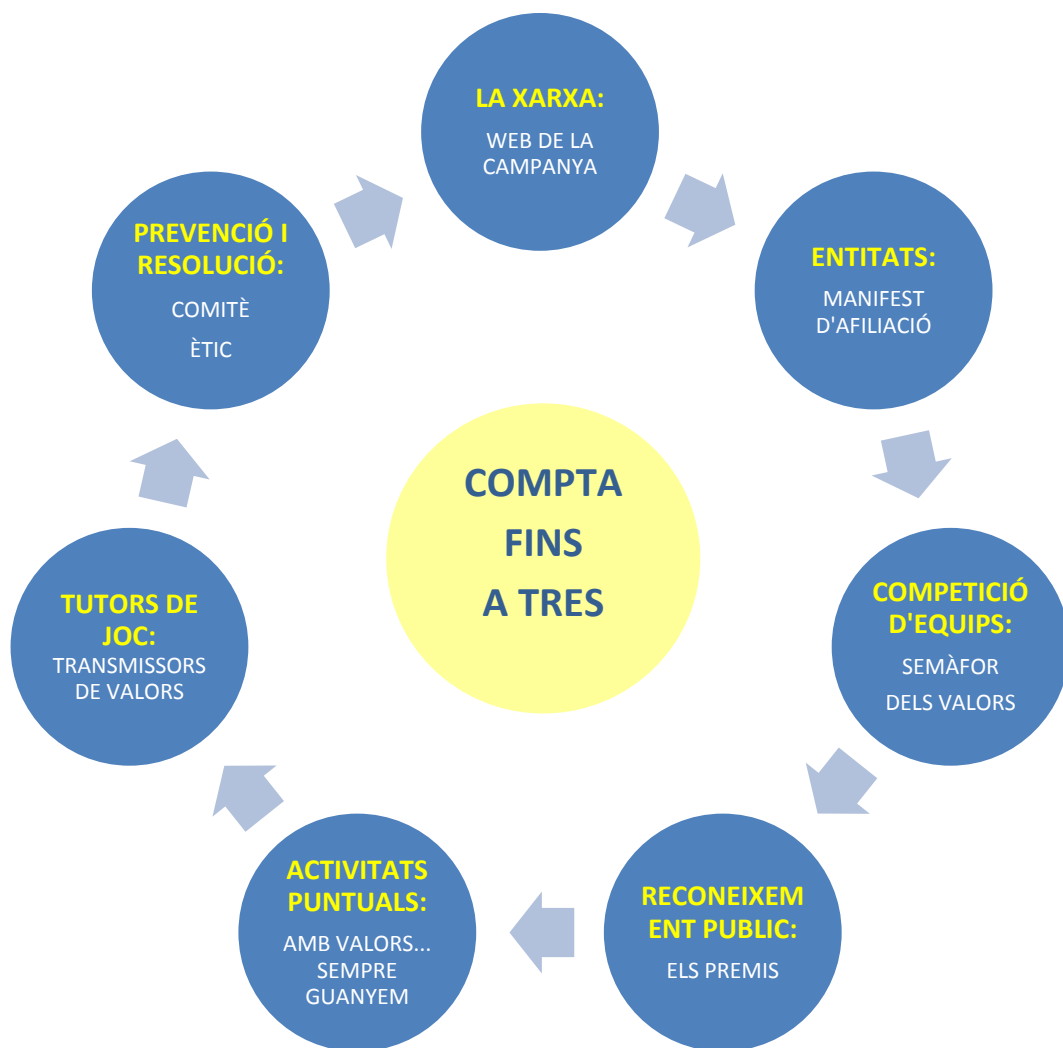 LA XARXA:
WEB DE LA
CAMPANYA
ENTITATS:
MANIFEST
D'AFILIACIÓ
COMPETICIÓ
D'EQUIPS:
SEMÀFOR
DELS VALORS
RECONEIXEM
ENT PUBLIC:
ELS PREMIS
ACTIVITATS
PUNTUALS:
AMB VALORS...
SEMPRE
GUANYEM
TUTORS DE
JOC:
TRANSMISSORS
DE VALORS
PREVENCIÓ I
RESOLUCIÓ:
COMITÈ
ÈTIC
COMPTA
FINS
A TRES